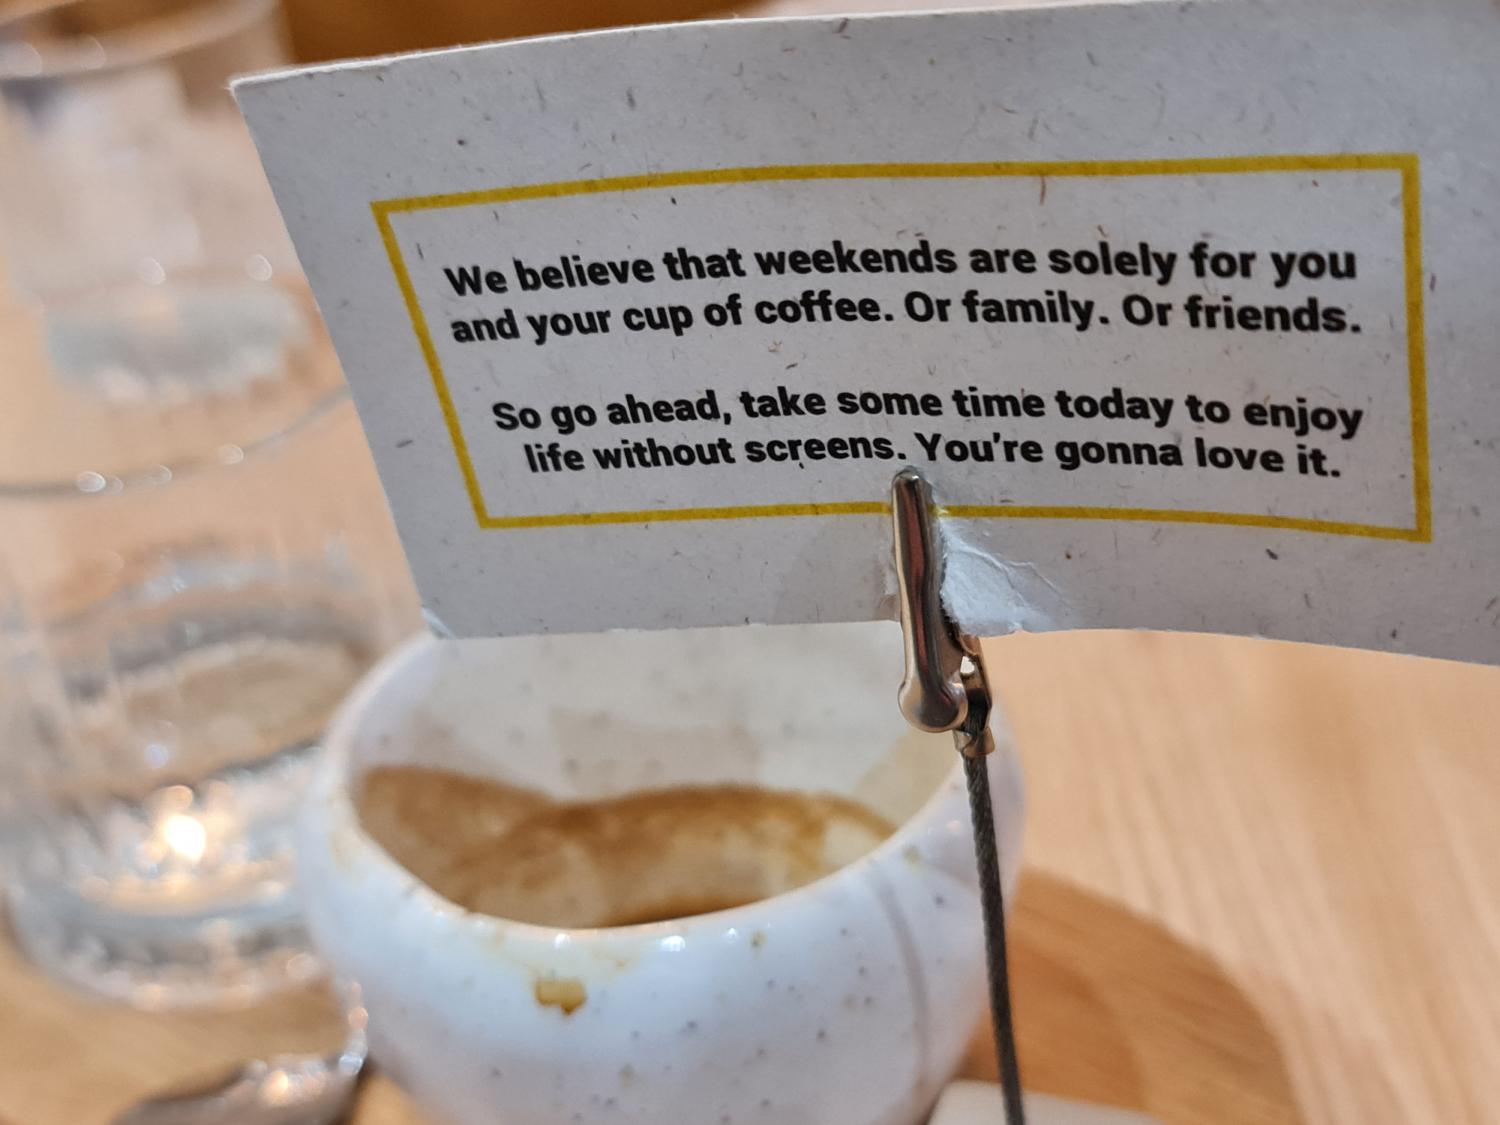 We believe that weekends are solely for you
and your cup of coffee. Or family. Or friends.
So go ahead, take some time today to enjoy
life without screens. You're gonna love it.